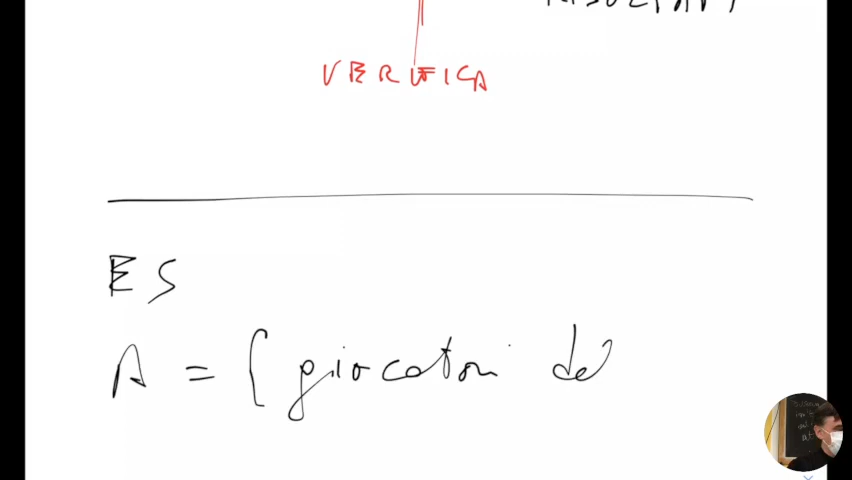 VERIFICA
ES
A = { giocatori del